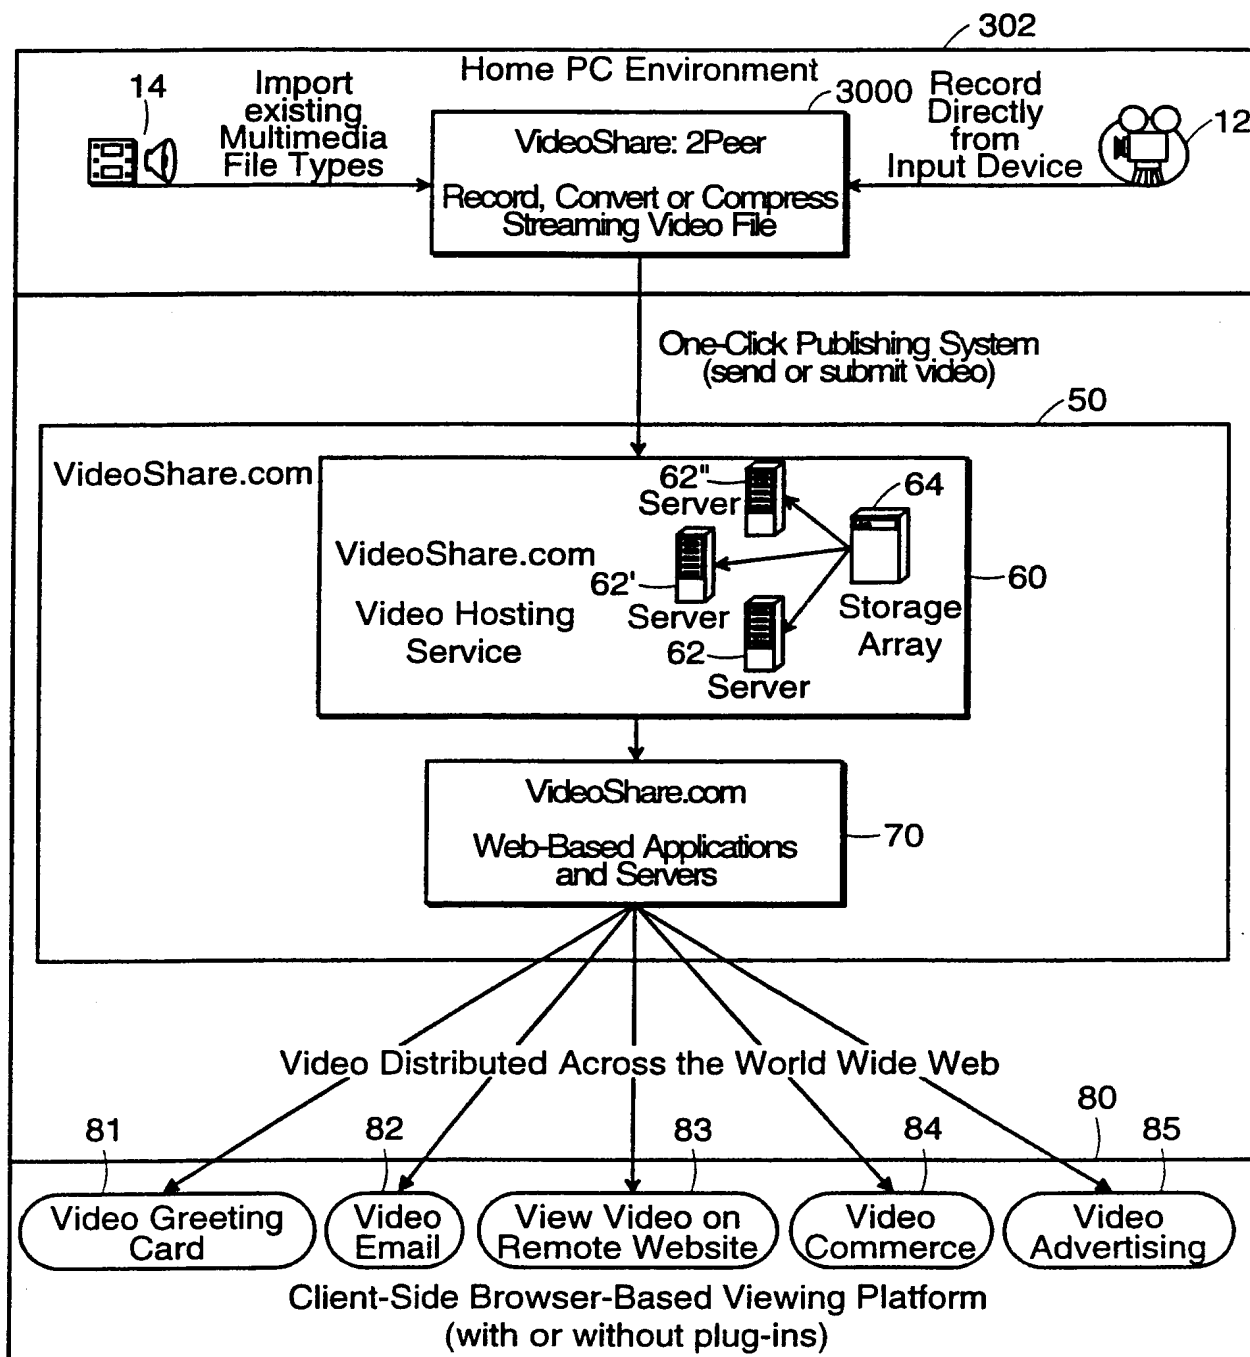 302
Home PC Environment
14
Import
existing
Multimedia
File Types
3000
VideoShare: 2Peer
Record, Convert or Compress
Streaming Video File
Record
Directly
from
Input Device
12
One-Click Publishing System
(send or submit video)
50
VideoShare.com
62"
Server
64
VideoShare.com
62'
Server
Video Hosting
Service
62
Server
Storage
Array
60
VideoShare.com
Web-Based Applications
and Servers
70
Video Distributed Across the World Wide Web
80
81
82
83
84
85
Video Greeting
Card
Video
Email
View Video on
Remote Website
Video
Commerce
Video
Advertising
Client-Side Browser-Based Viewing Platform
(with or without plug-ins)